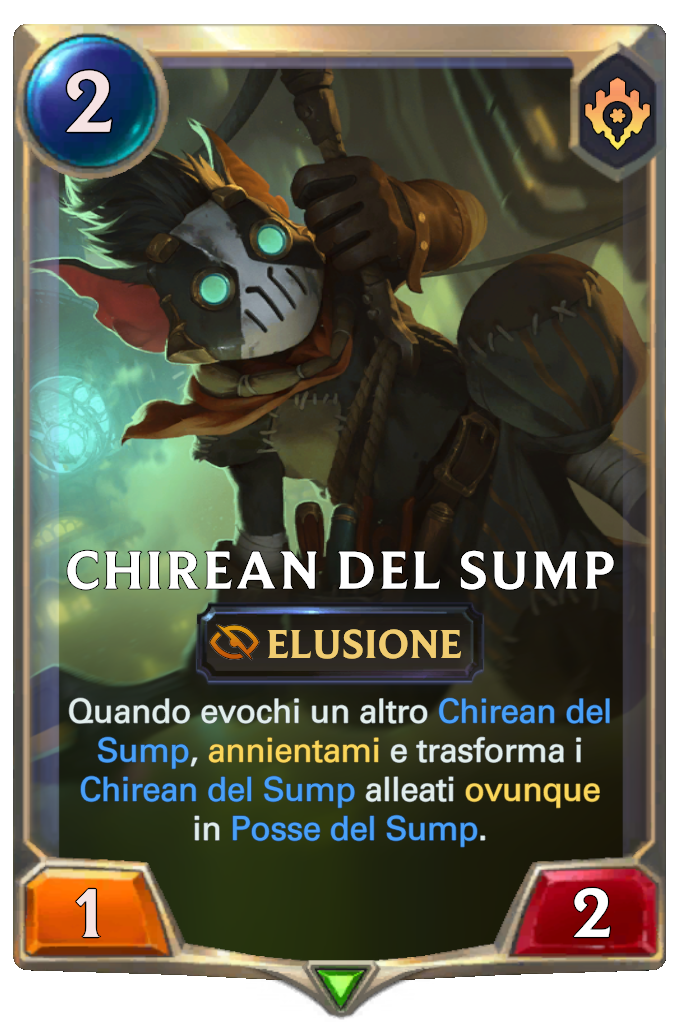 2
CHIREAN DEL SUMP
ELUSIONE
Quando evochi un altro Chirean del
Sump, annientami e trasforma i
Chirean del Sump alleati ovunque
in Posse del Sump.
1
2